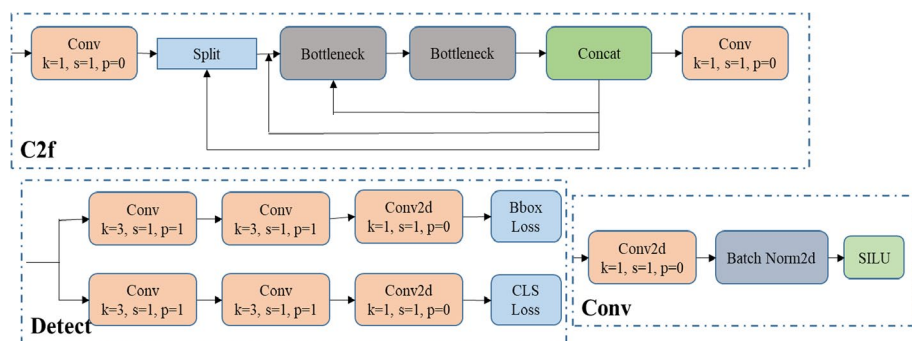 Conv
k=1, s=1, p=0
Split
Bottleneck
Bottleneck
Concat
Conv
k=1, s=1, p=0
C2f
Conv
k=3, s=1, p=1
Conv
k=3, s=1, p=1
Conv2d
k=1, s=1, p=0
Bbox
Loss
Conv
k=3, s=1, p=1
Conv
k=3, s=1, p=1
Conv2d
k=1, s=1, p=0
CLS
Loss
Detect
Conv2d
k=1, s=1, p=0
Batch Norm2d
SILU
Conv